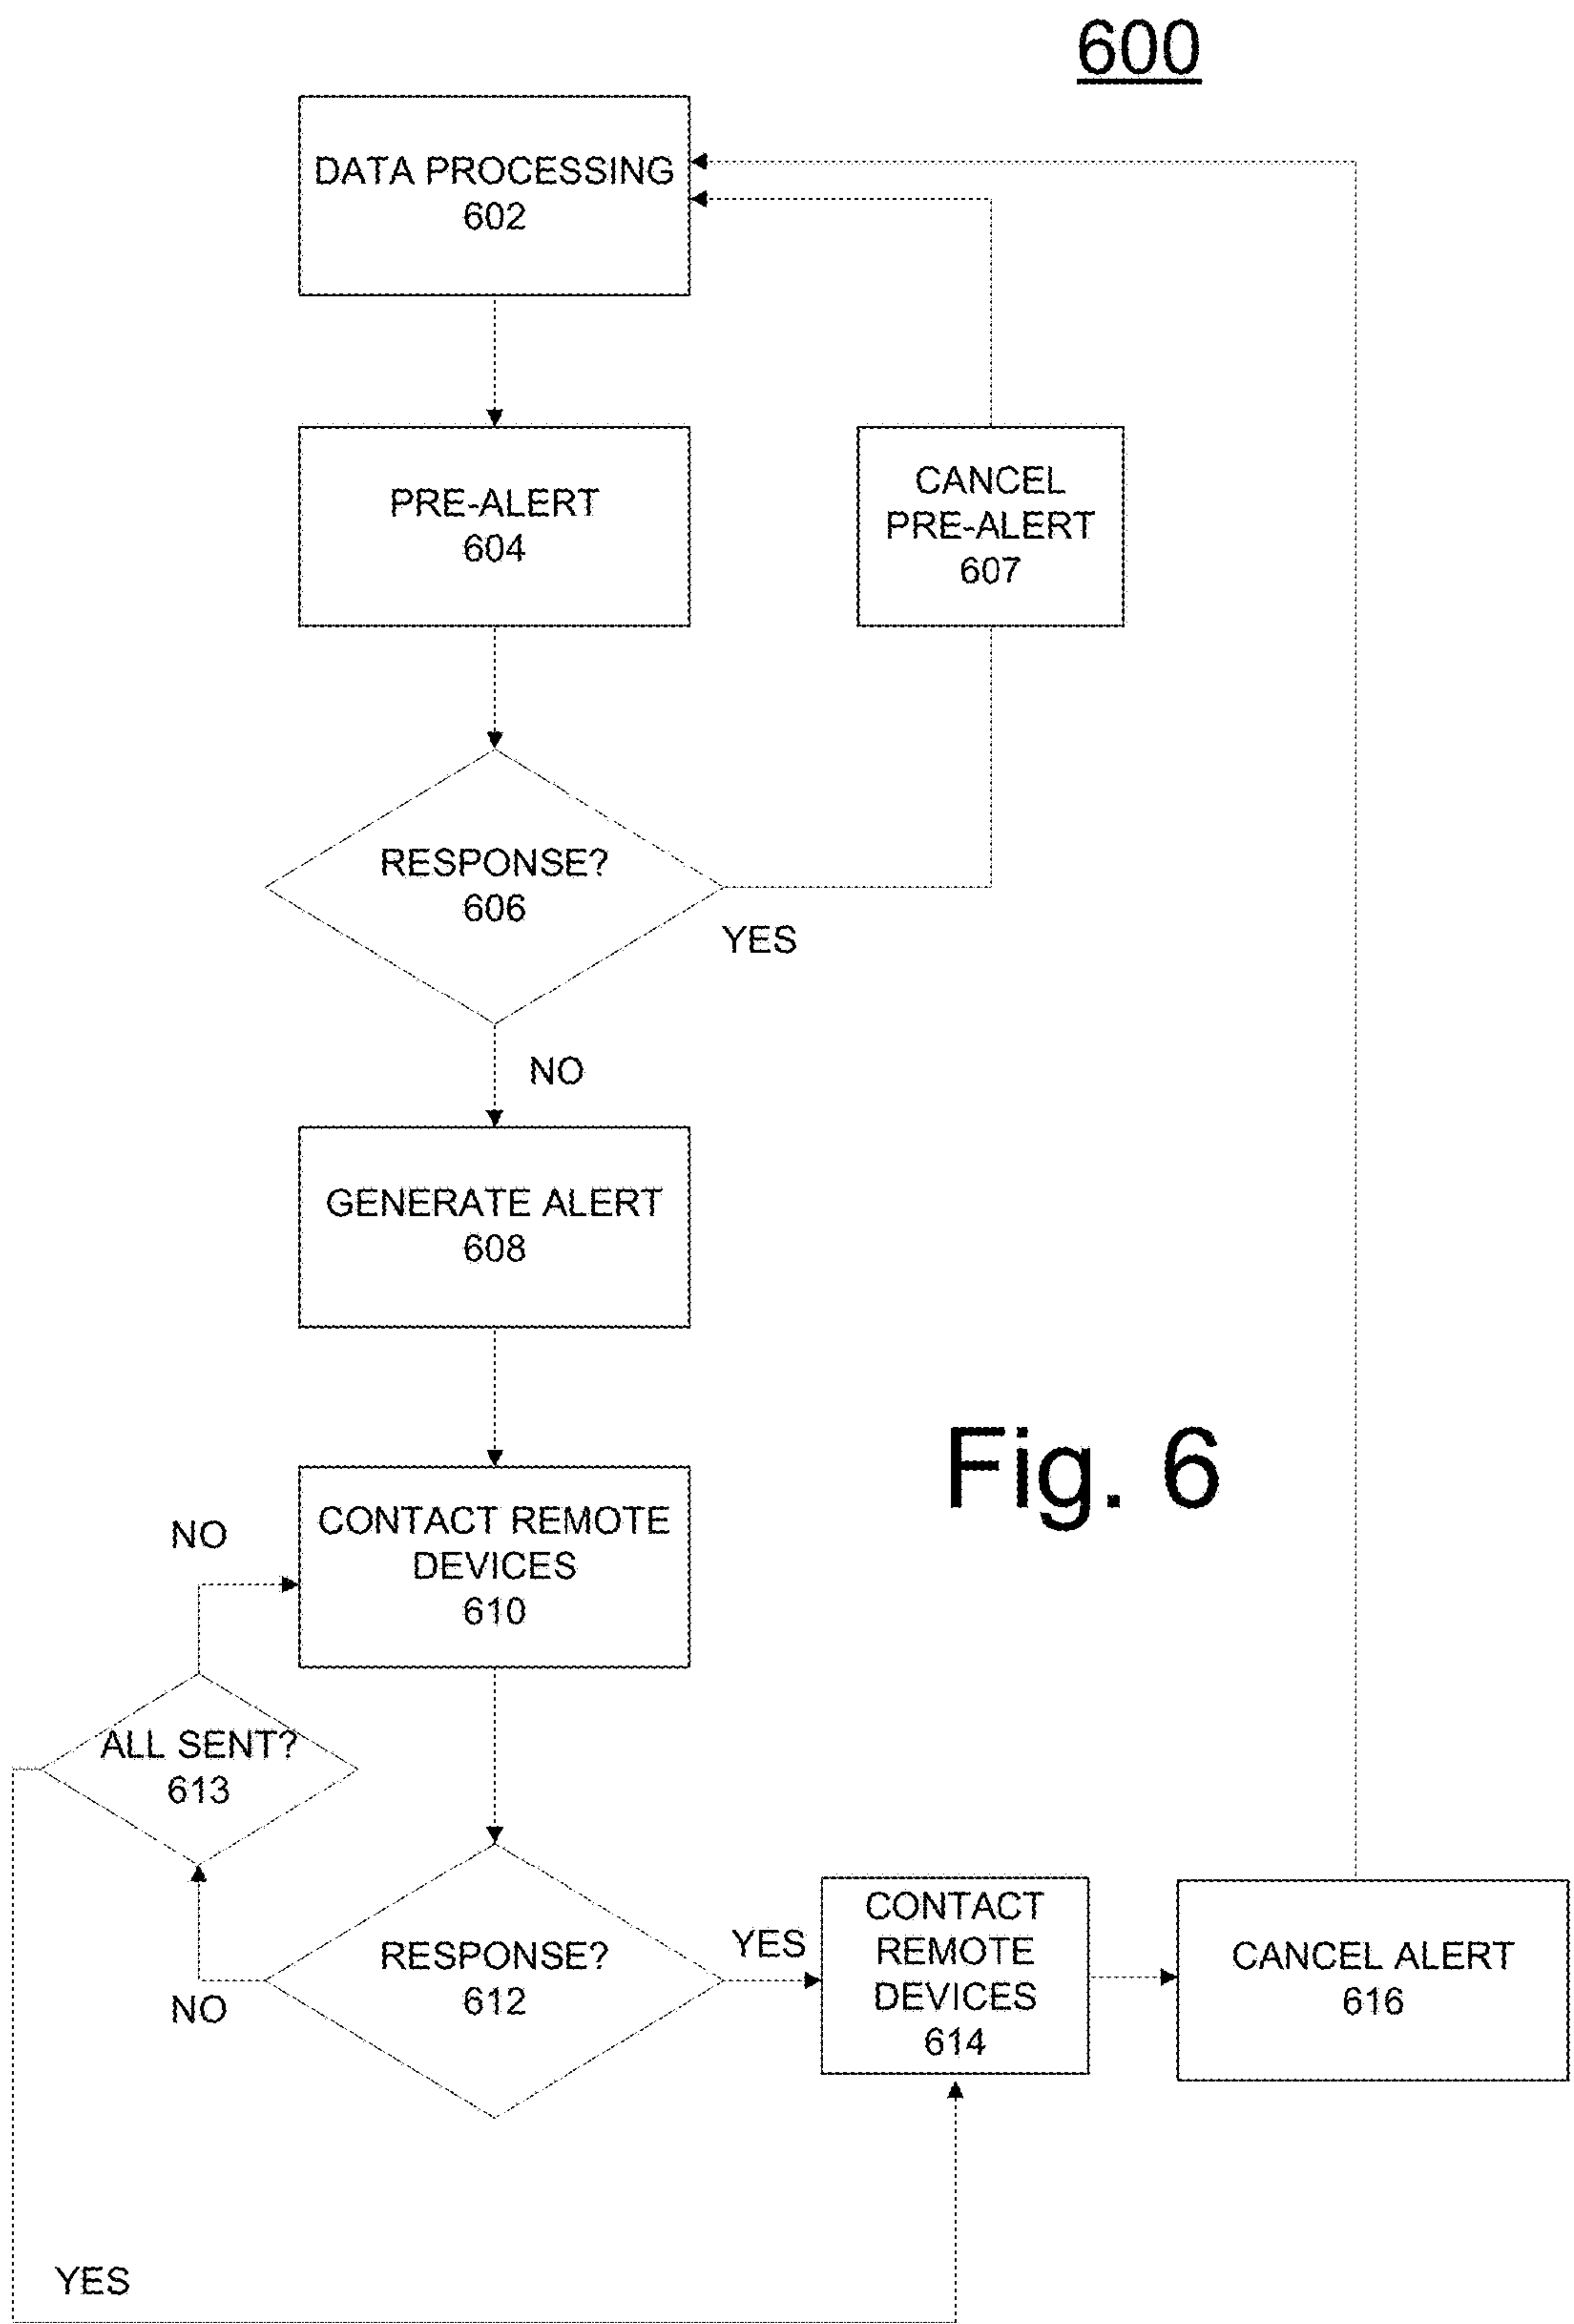 600
DATA PROCESSING
602
PRE-ALERT
604
CANCEL
PRE-ALERT
607
RESPONSE?
606
YES
NO
GENERATE ALERT
608
Fig. 6
CONTACT REMOTE
DEVICES
610
NO
ALL SENT?
613
RESPONSE?
612
NO
YES
CONTACT
REMOTE
DEVICES
614
CANCEL ALERT
616
YES